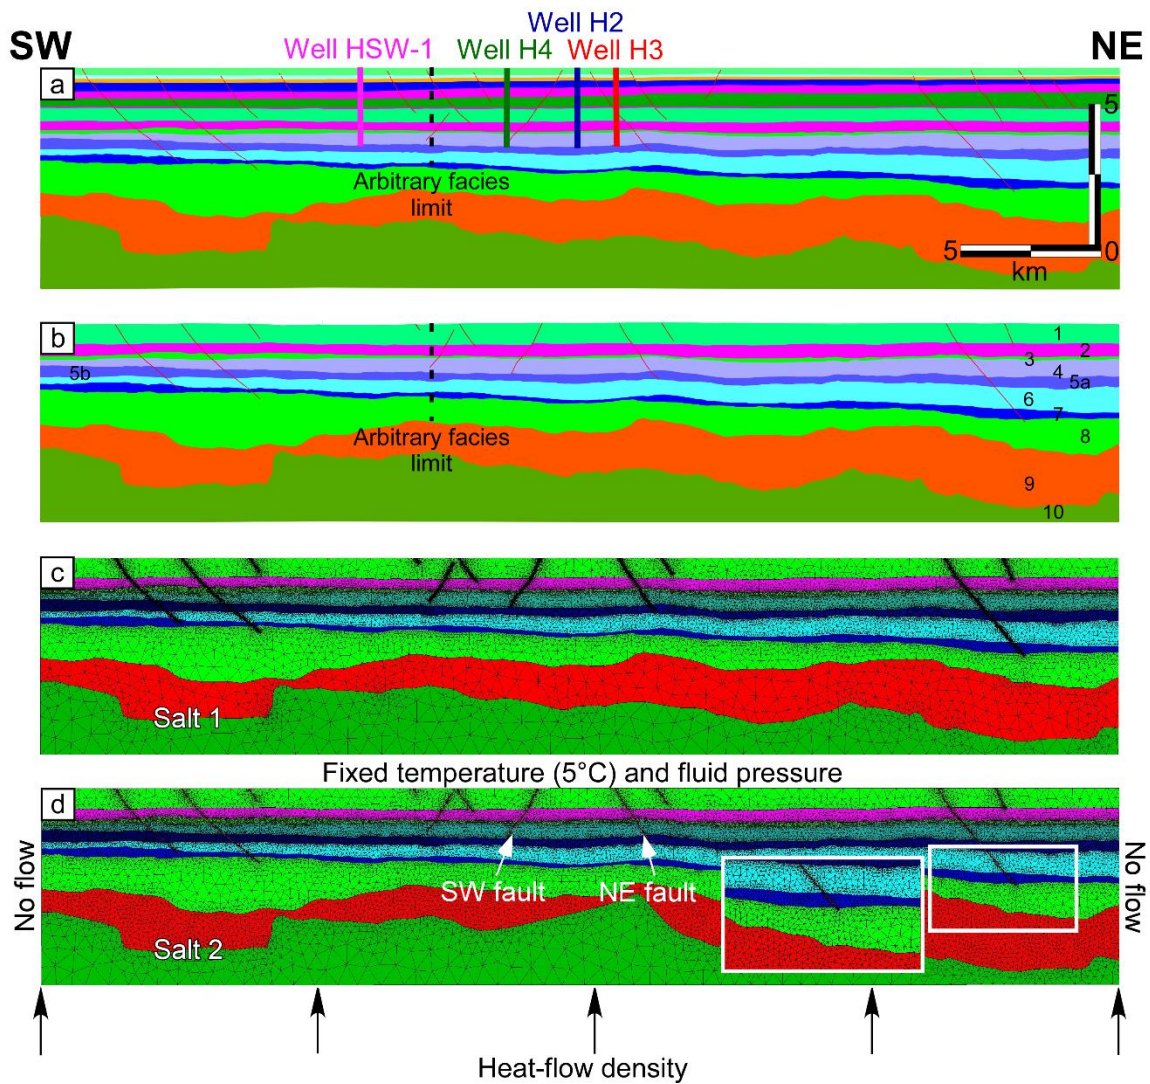 SW
Well H2
NE
Well HSW-1
Well H4
Well H3
a
5
Arbitrary facies
limit
5
0
km
b
1
2
3
4
5b
5a
6
7
8
Arbitrary facies
limit
9
10
c
Salt 1
Fixed temperature (5°C) and fluid pressure
d
No flow
SW fault
NE fault
No flow
Salt 2
Heat-flow density